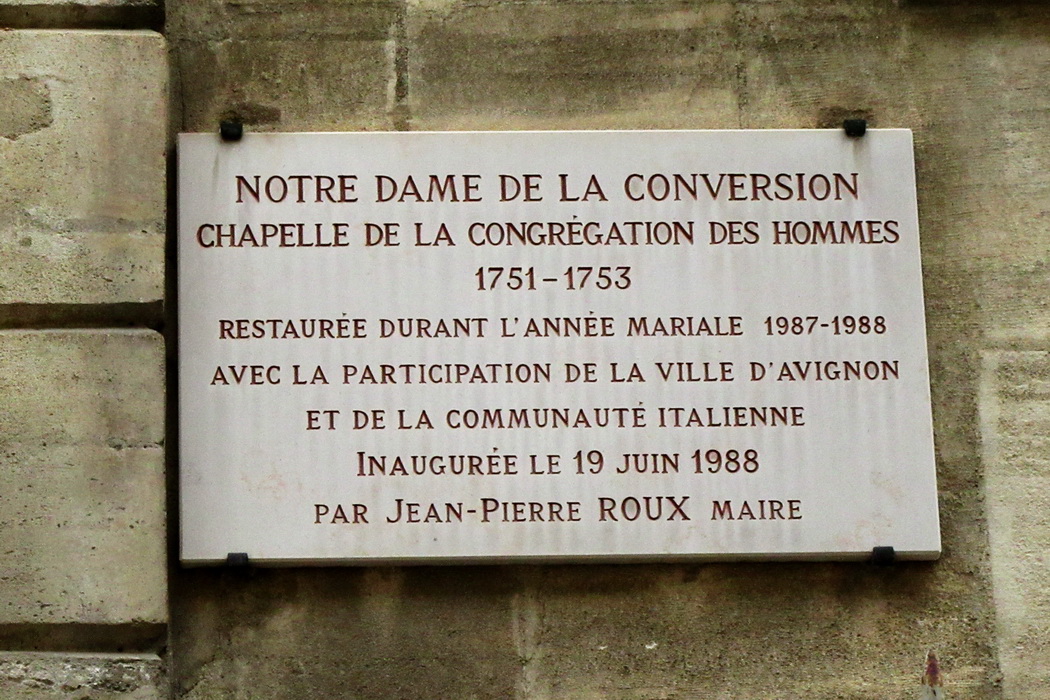 NOTRE DAME DE LA CONVERSION
CHAPELLE DE LA CONGRÉGATION DES HOMMES
1751-1753
RESTAURÉE DURANT L'ANNÉE MARIALE 1987-1988
AVEC LA PARTICIPATION DE LA VILLE D'AVIGNON
ET DE LA COMMUNAUTÉ ITALIENNE
INAUGURÉE LE 19 JUIN 1988
PAR JEAN-PIERRE ROUX MAIRE